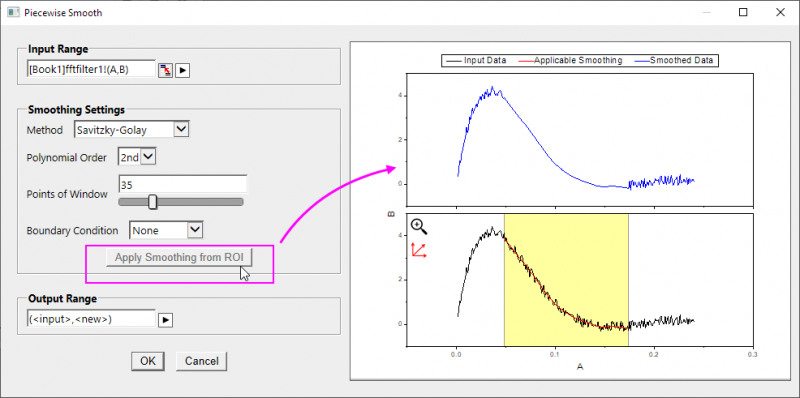 Piecewise Smooth
Input Range
[Book1]fftfilter1!(A,B)
Smoothing Settings
Method Savitzky-Golay
Polynomial Order 2nd
Points of Window 35
Boundary Condition None
Apply Smoothing from ROI
Output Range
(<input>,<new>)
OK Cancel
Input Data Applicable Smoothing Smoothed Data
4
2
0
B
4
2
0
0.0 0.1 0.2 0.3
A